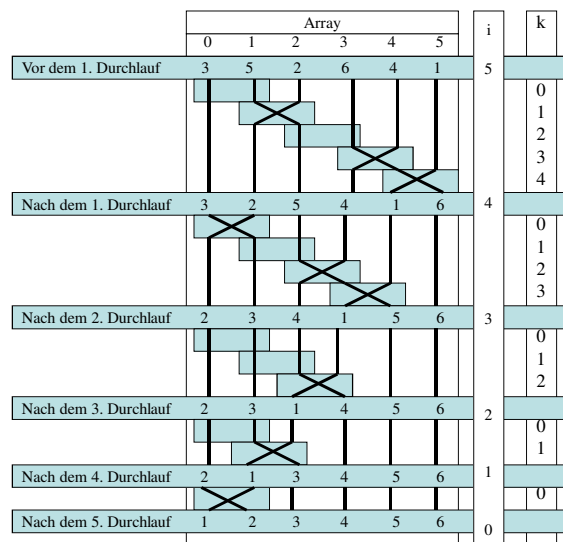 Array i k
0 1 2 3 4 5
Vor dem 1. Durchlauf 3 5 2 6 4 1 5
0
1
2
3
4
Nach dem 1. Durchlauf 3 2 5 4 1 6 4
0
1
2
3
Nach dem 2. Durchlauf 2 3 4 1 5 6 3
0
1
2
Nach dem 3. Durchlauf 2 3 1 4 5 6 2
0
1
Nach dem 4. Durchlauf 2 1 3 4 5 6 1
0
Nach dem 5. Durchlauf 1 2 3 4 5 6 0